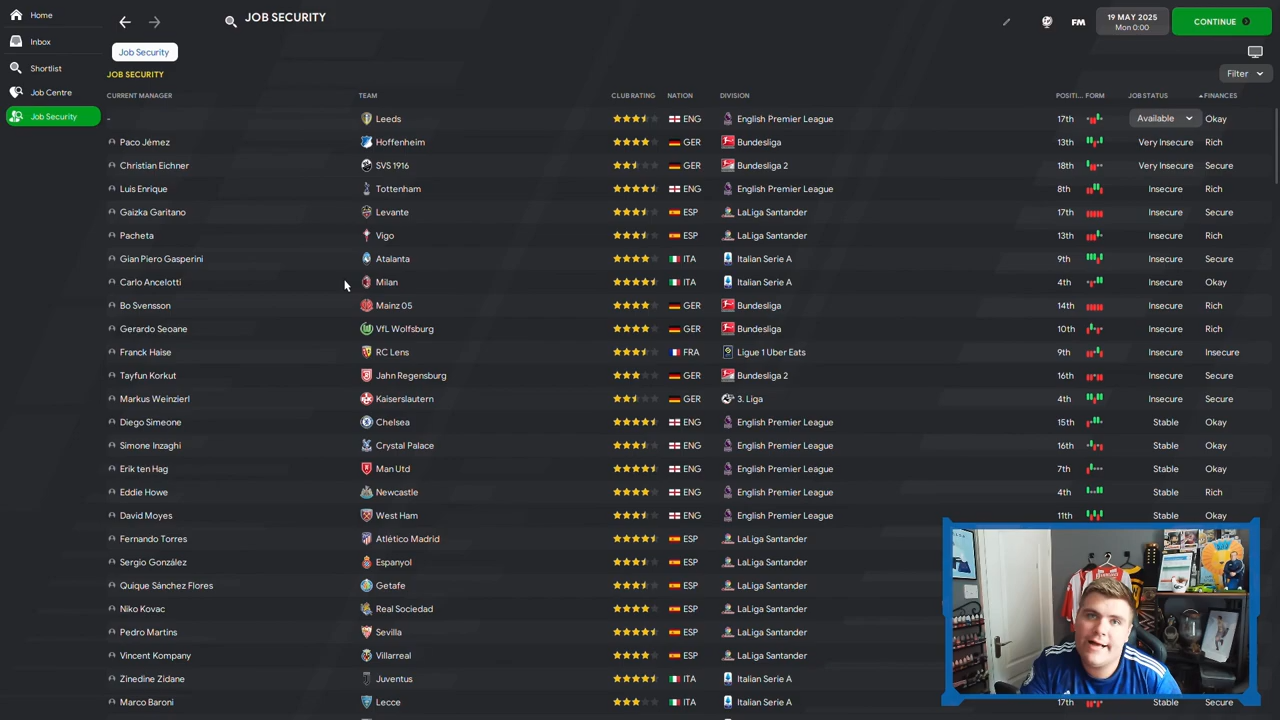 Home
JOB SECURITY
FM
19 MAY 2025
Mon 0:00
CONTINUE
Inbox
Shortlist
Job Centre
Job Security
Job Security
JOB SECURITY
Filter
CURRENT MANAGER TEAM CLUB RATING NATION DIVISION POSITI... FORM JOB STATUS FINANCES
- Leeds ENG English Premier League 17th Available Okay
Paco Jémez Hoffenheim GER Bundesliga 13th Very Insecure Rich
Christian Eichner SVS 1916 GER Bundesliga 2 18th Very Insecure Secure
Luis Enrique Tottenham ENG English Premier League 8th Insecure Rich
Gaizka Garitano Levante ESP LaLiga Santander 17th Insecure Secure
Pacheta Vigo ESP LaLiga Santander 13th Insecure Rich
Gian Piero Gasperini Atalanta ITA Italian Serie A 9th Insecure Secure
Carlo Ancelotti Milan ITA Italian Serie A 4th Insecure Okay
Bo Svensson Mainz 05 GER Bundesliga 14th Insecure Rich
Gerardo Seoane VfL Wolfsburg GER Bundesliga 10th Insecure Rich
Franck Haise RC Lens FRA Ligue 1 Uber Eats 9th Insecure Insecure
Tayfun Korkut Jahn Regensburg GER Bundesliga 2 16th Insecure Secure
Markus Weinzierl Kaiserslautern GER 3. Liga 4th Insecure Secure
Diego Simeone Chelsea ENG English Premier League 15th Stable Okay
Simone Inzaghi Crystal Palace ENG English Premier League 16th Stable Okay
Erik ten Hag Man Utd ENG English Premier League 7th Stable Okay
Eddie Howe Newcastle ENG English Premier League 4th Stable Rich
David Moyes West Ham ENG English Premier League 11th Stable Okay
Fernando Torres Atlético Madrid ESP LaLiga Santander
Sergio González Espanyol ESP LaLiga Santander
Quique Sánchez Flores Getafe ESP LaLiga Santander
Niko Kovac Real Sociedad ESP LaLiga Santander
Pedro Martins Sevilla ESP LaLiga Santander
Vincent Kompany Villarreal ESP LaLiga Santander
Zinedine Zidane Juventus ITA Italian Serie A
Marco Baroni Lecce ITA Italian Serie A 17th Stable Secure